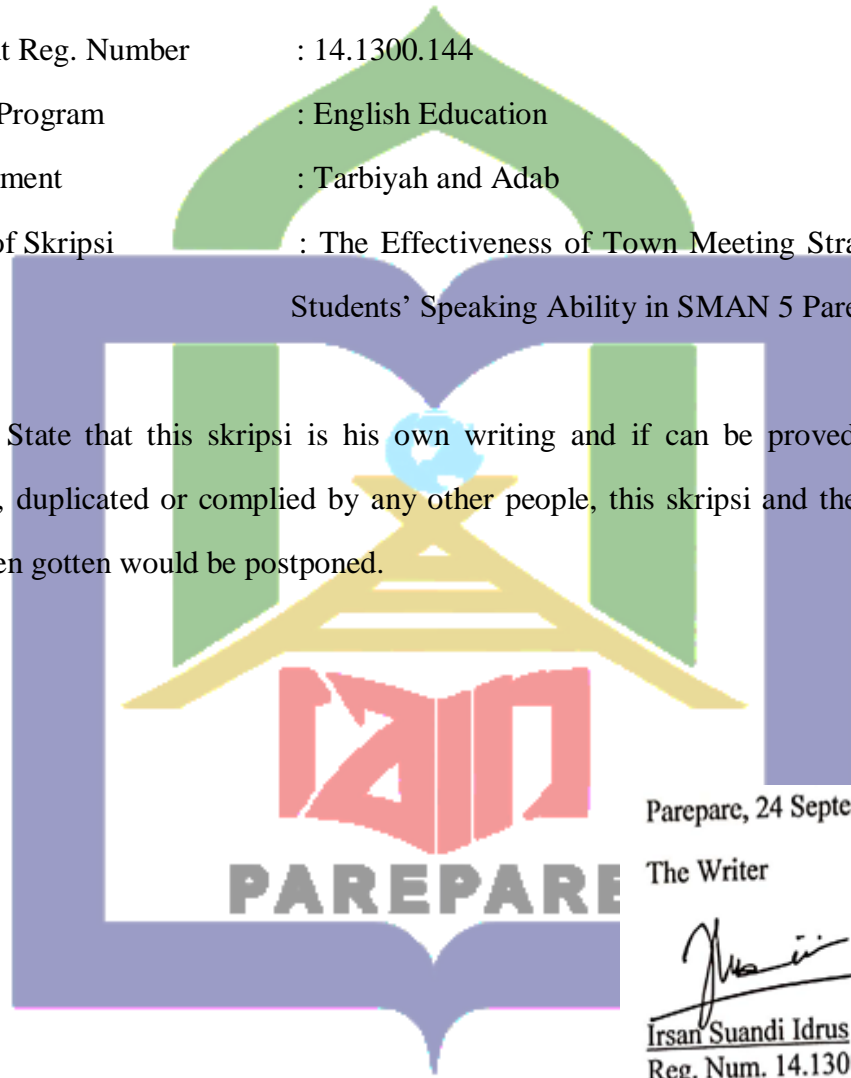 t Reg. Number : 14.1300.144
Program : English Education
ment : Tarbiyah and Adab
of Skripsi : The Effectiveness of Town Meeting Stra
Students’ Speaking Ability in SMAN 5 Pare
State that this skripsi is his own writing and if can be proved
, duplicated or complied by any other people, this skripsi and the
en gotten would be postponed.
iain
PAREPARE
Parepare, 24 Septe
The Writer
Irsan Suandi Idrus
Reg. Num. 14.130